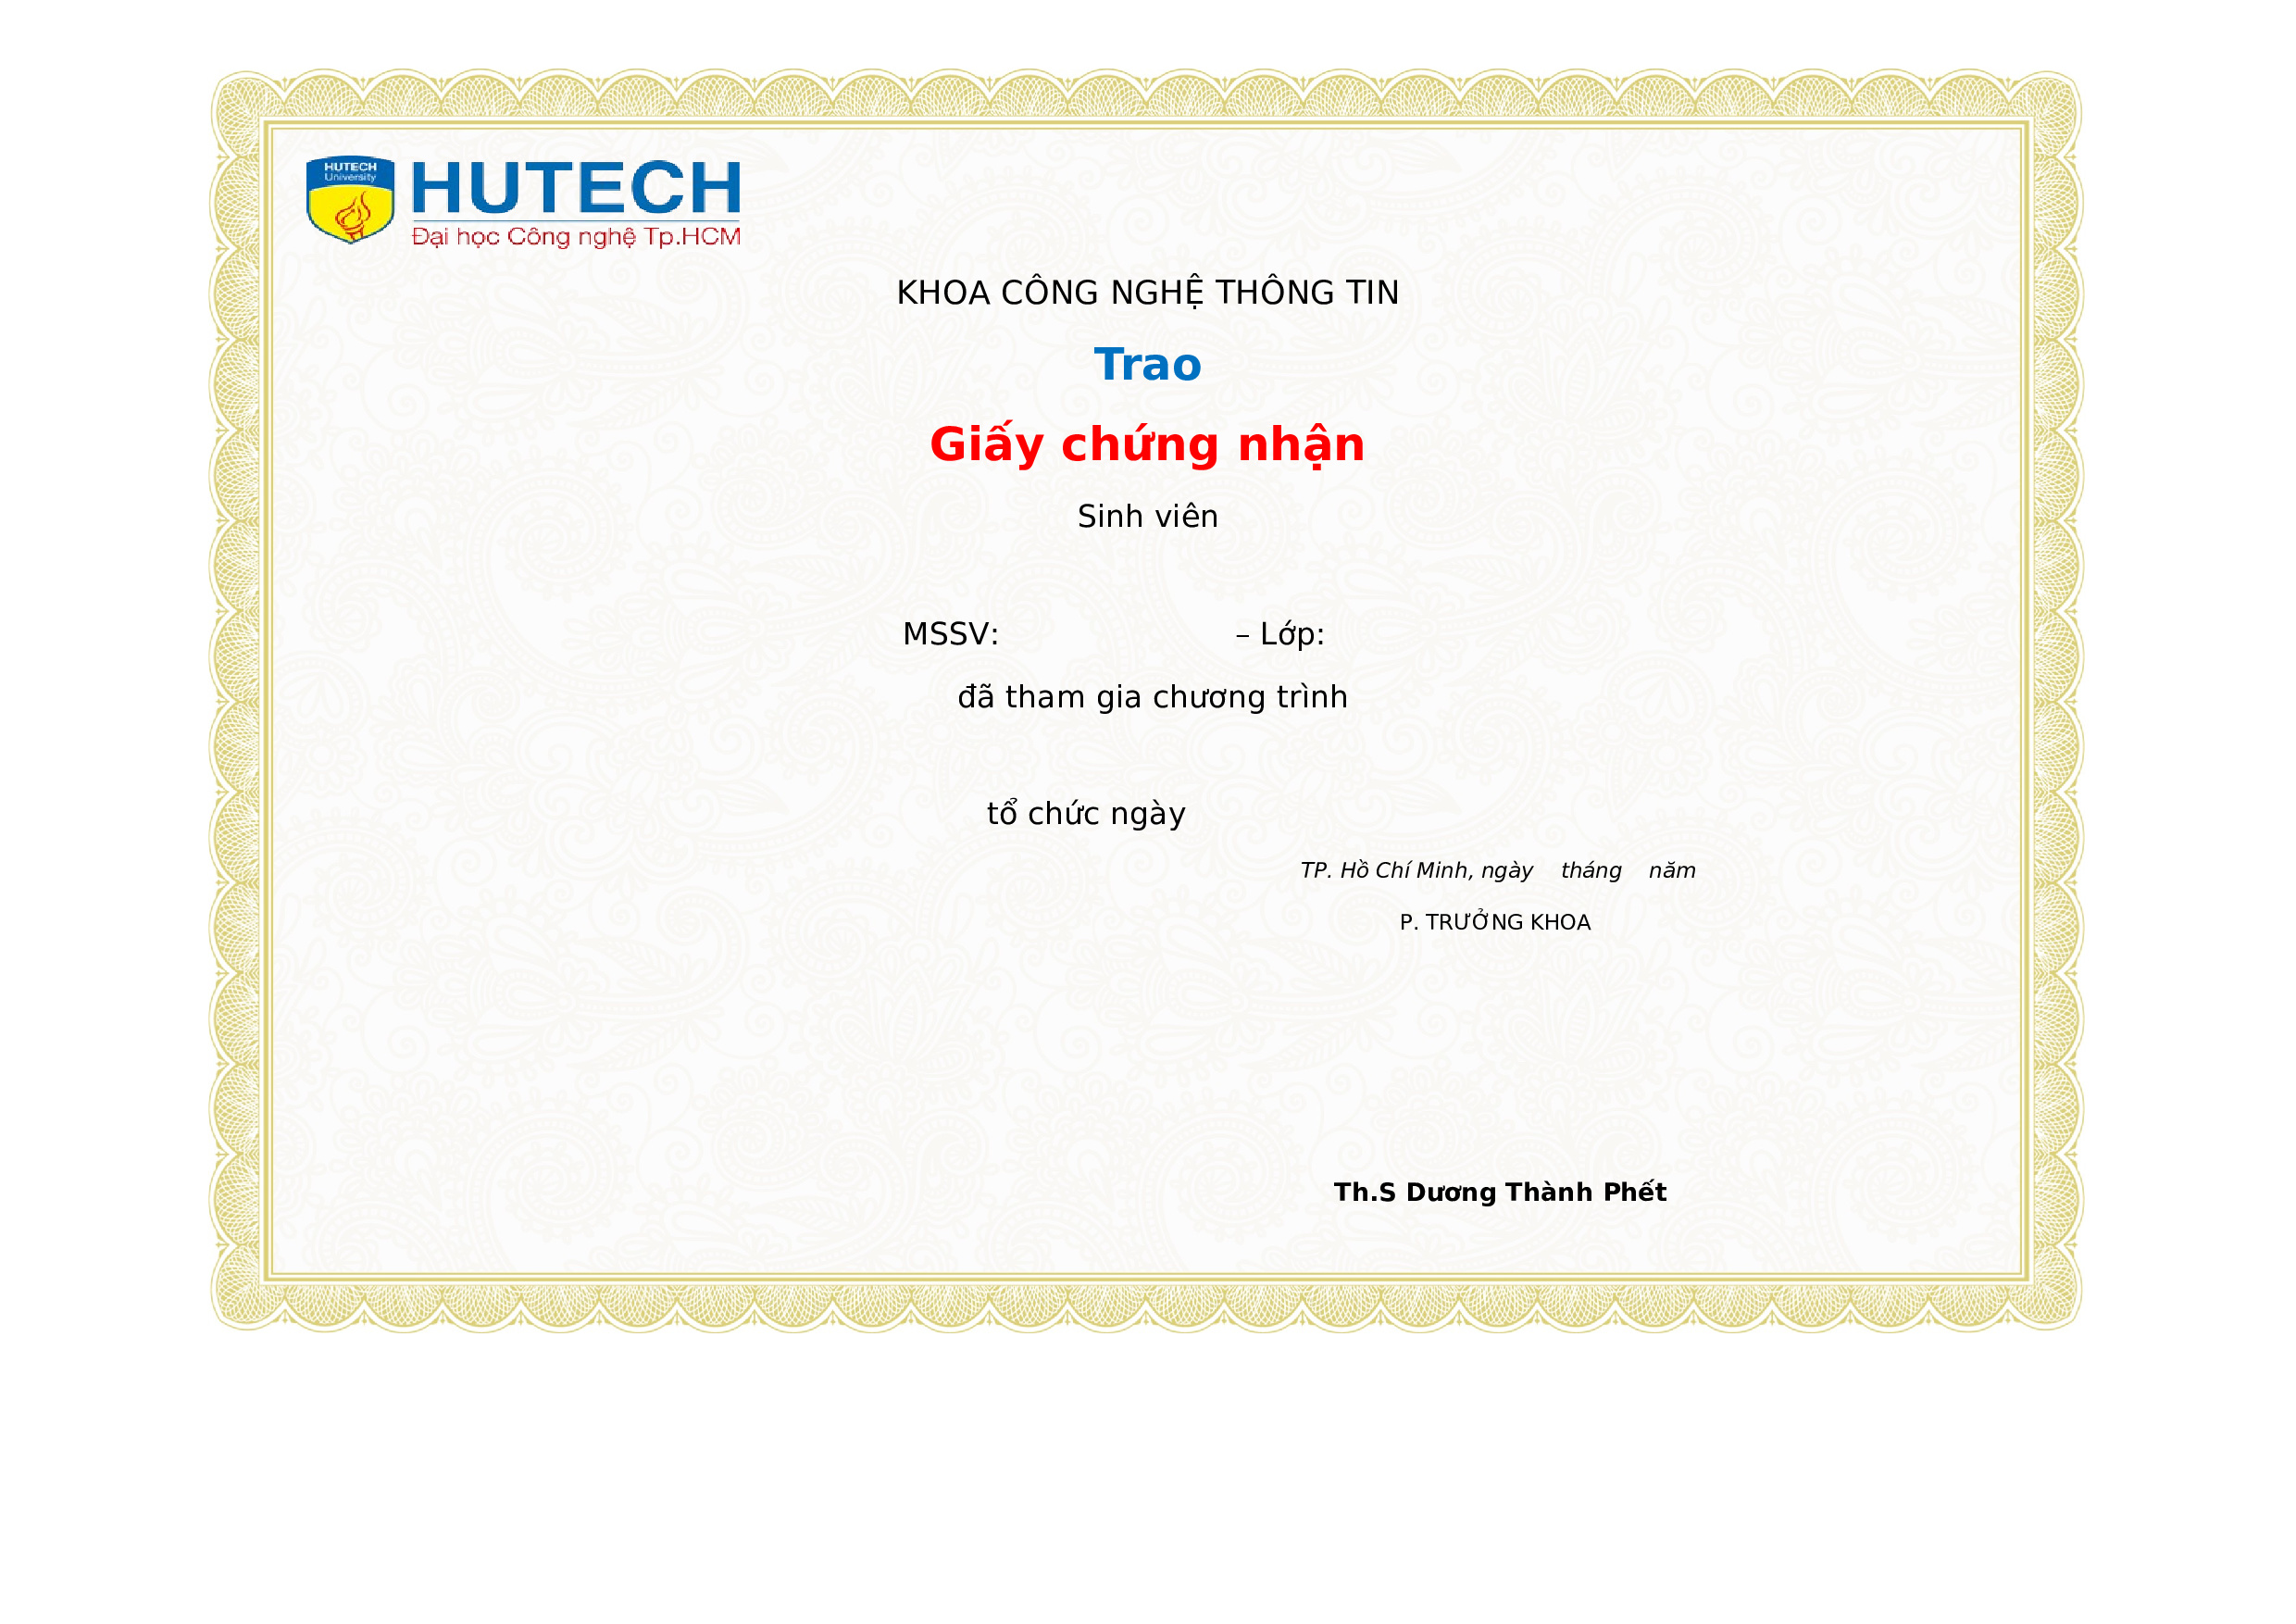 HUTECH
University
HUTECH
Đại học Công nghệ Tp.HCM
KHOA CÔNG NGHỆ THÔNG TIN
Trao
Giấy chứng nhận
Sinh viên
MSSV: – Lớp:
đã tham gia chương trình
tổ chức ngày
TP. Hồ Chí Minh, ngày tháng năm
P. TRƯỞNG KHOA
Th.S Dương Thành Phết